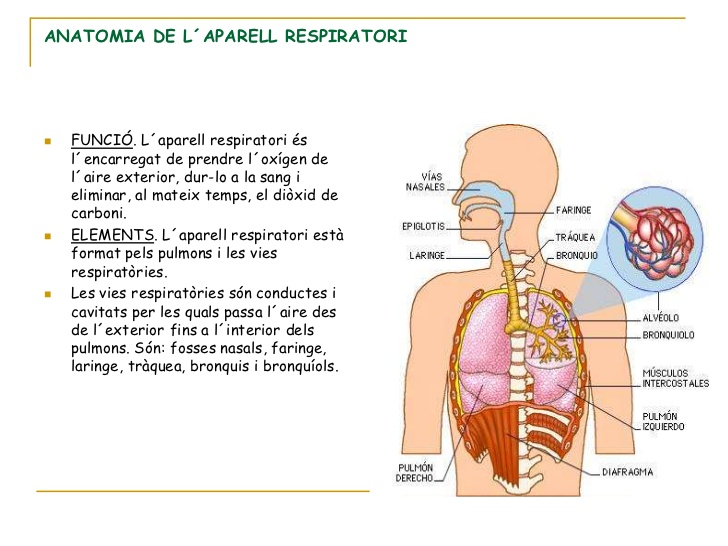 ANATOMIA DE L´APARELL RESPIRATORI
FUNCIÓ. L´aparell respiratori és
l´encarregat de prendre l´oxígen de
l´aire exterior, dur-lo a la sang i
eliminar, al mateix temps, el diòxid de
carboni.
ELEMENTS. L´aparell respiratori està
format pels pulmons i les vies
respiratòries.
Les vies respiratòries són conductes i
cavitats per les quals passa l´aire des
de l´exterior fins a l´interior dels
pulmons. Són: fosses nasals, faringe,
laringe, tràquea, bronquis i bronquíols.
VÍAS
NASALES
EPIGLOTIS
LARINGE
FARINGE
TRÁQUEA
BRONQUIO
ALVÉOLO
BRONQUIOLO
MÚSCULOS
INTERCOSTALES
PULMÓN
IZQUIERDO
PULMÓN
DERECHO
DIAFRAGMA